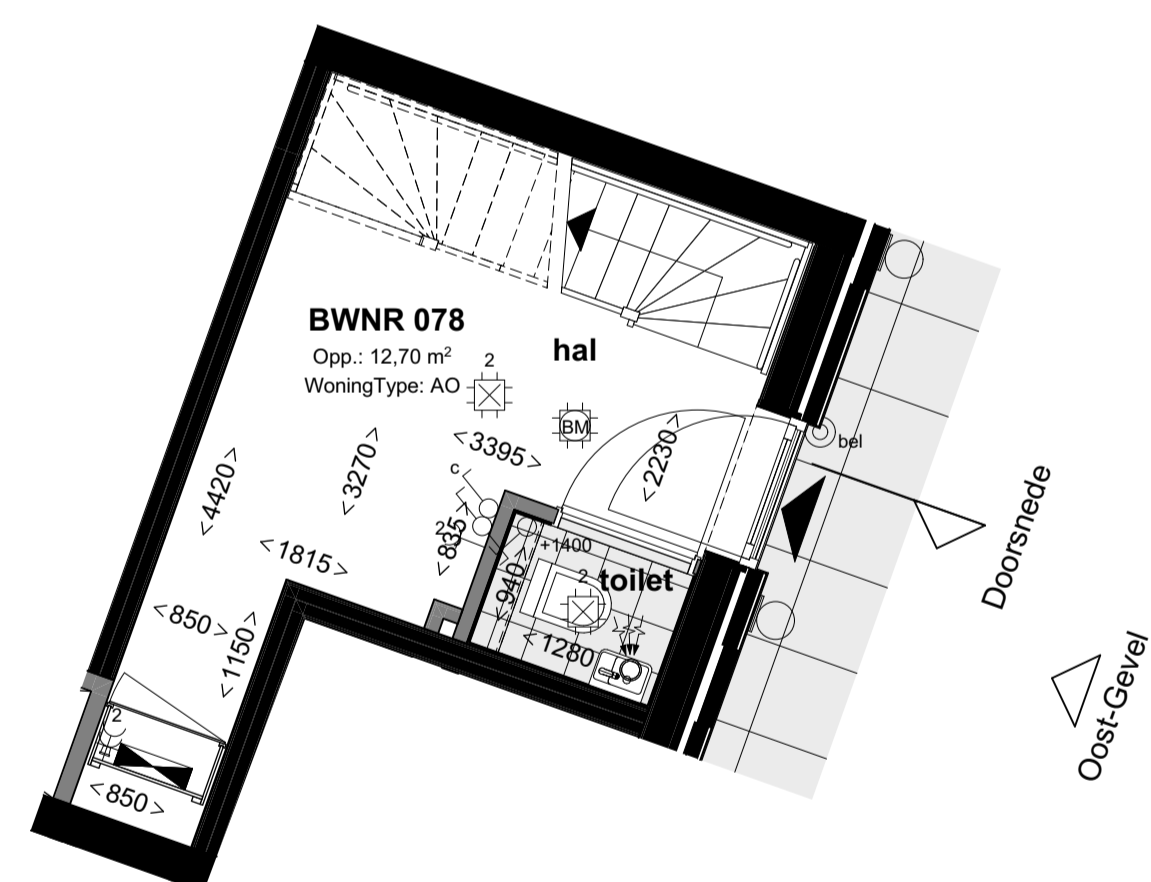 BWNR 078
Opp.: 12,70 m²
WoningType: AO
2
hal
BM
<3395>
<2230>
bel
<3270>
<4420>
c
2
<835>
<1815>
+1400
toilet
2
<940>
<1280
<850>
<1150>
2
<850>
Doorsnede
Oost-Gevel